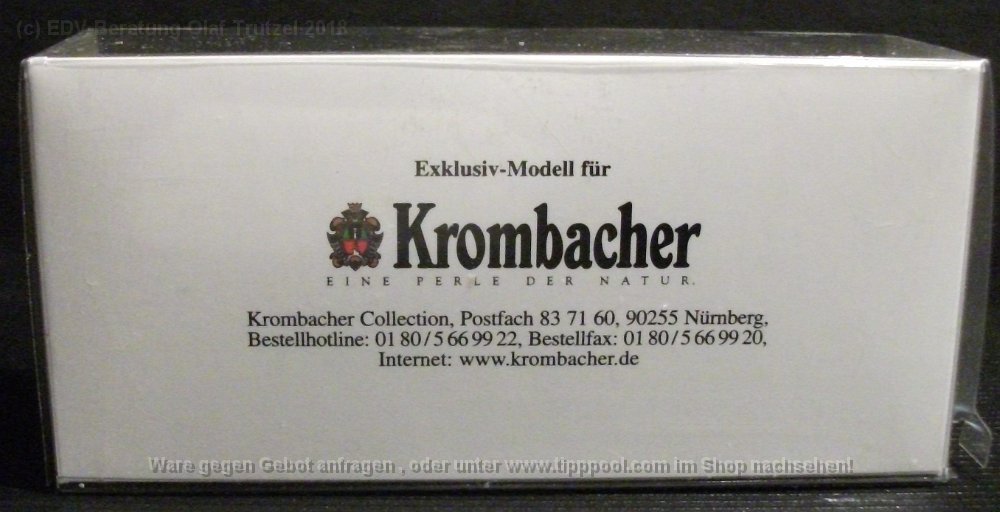 (c) EDV-Beratung Olaf Trutzel 2018
Exklusiv-Modell für
Krombacher
EINE PERLE DER NATUR.
Krombacher Collection, Postfach 83 71 60, 90255 Nürnberg,
Bestellhotline: 01 80 / 5 66 99 22, Bestellfax: 01 80 / 5 66 99 20,
Internet: www.krombacher.de
Ware gegen Gebot anfragen , oder unter www.tipppool.com im Shop nachsehen!